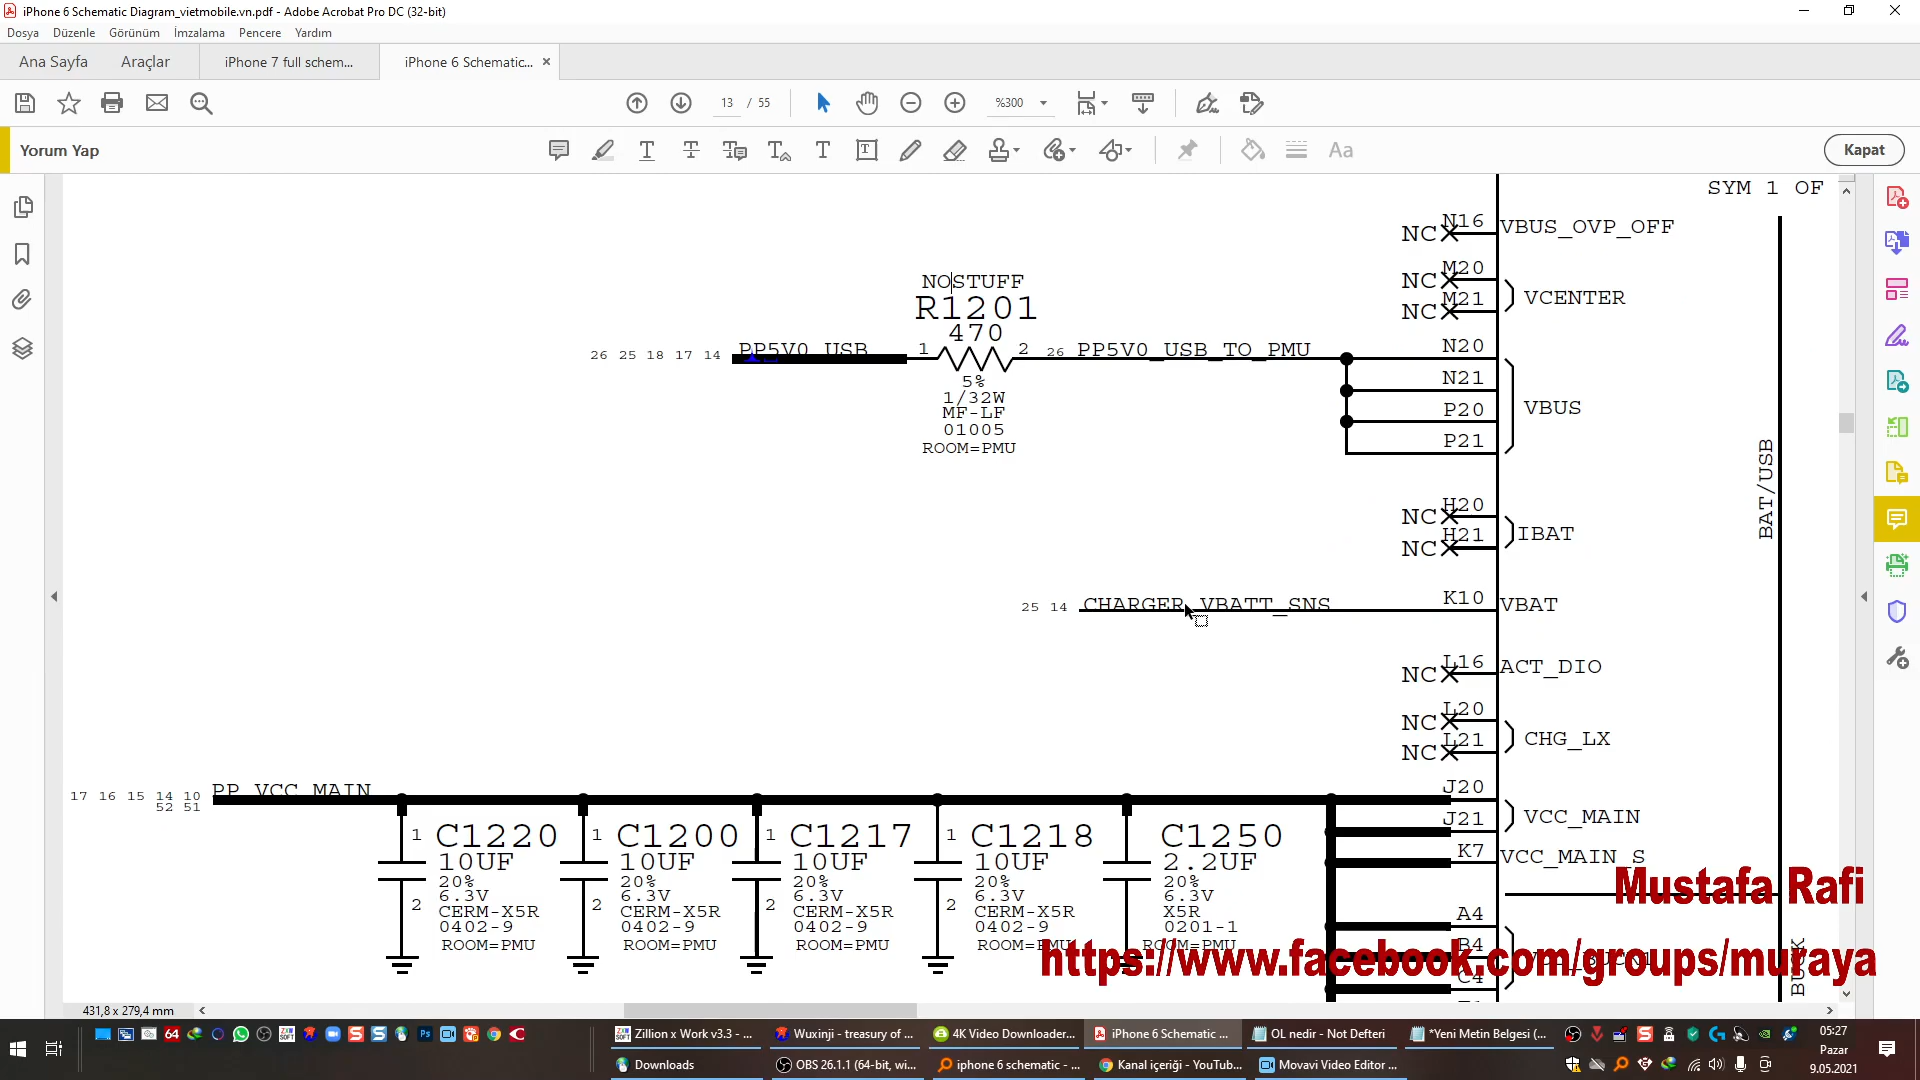 iPhone 6 Schematic Diagram_vietmobile.vn.pdf - Adobe Acrobat Pro DC (32-bit)
Dosya Düzenle Görünüm İmzalama Pencere Yardım
Ana Sayfa Araçlar iPhone 7 full schem... iPhone 6 Schematic...
13 / 55 %300
Yorum Yap Kapat
SYM 1 OF
N16 VBUS_OVP_OFF
NC
M20
NC
M21 VCENTER
NC
NOSTUFF
R1201
470
26 25 18 17 14 PP5V0_USB 1 2 26 PP5V0_USB_TO_PMU N20
5%
1/32W
MF-LF
01005
ROOM=PMU
N21
P20 VBUS
P21
BAT/USB
H20
NC
H21 IBAT
NC
25 14 CHARGER_VBATT_SNS K10 VBAT
L16 ACT_DIO
NC
L20
NC
L21 CHG_LX
NC
17 16 15 14 10 PP_VCC_MAIN J20
52 51
J21 VCC_MAIN
K7 VCC_MAIN_S
1 C1220 1 C1200 1 C1217 1 C1218 C1250
10UF 10UF 10UF 10UF 2.2UF
20% 20% 20% 20% 20%
6.3V 6.3V 6.3V 6.3V 6.3V
CERM-X5R CERM-X5R CERM-X5R CERM-X5R X5R
2 0402-9 2 0402-9 2 0402-9 2 0402-9 0201-1
ROOM=PMU ROOM=PMU ROOM=PMU ROOM=PMU ROOM=PMU
A4
B4
C4
BUCK
Mustafa Rafi
https://www.facebook.com/groups/muraya
431,8 x 279,4 mm
Zillion x Work v3.3 - ... Wuxinji - treasury of ... 4K Video Downloader... iPhone 6 Schematic ... OL nedir - Not Defteri *Yeni Metin Belgesi (...
Downloads OBS 26.1.1 (64-bit, wi... iphone 6 schematic - ... Kanal içeriği - YouTub... Movavi Video Editor ...
05:27
Pazar
9.05.2021